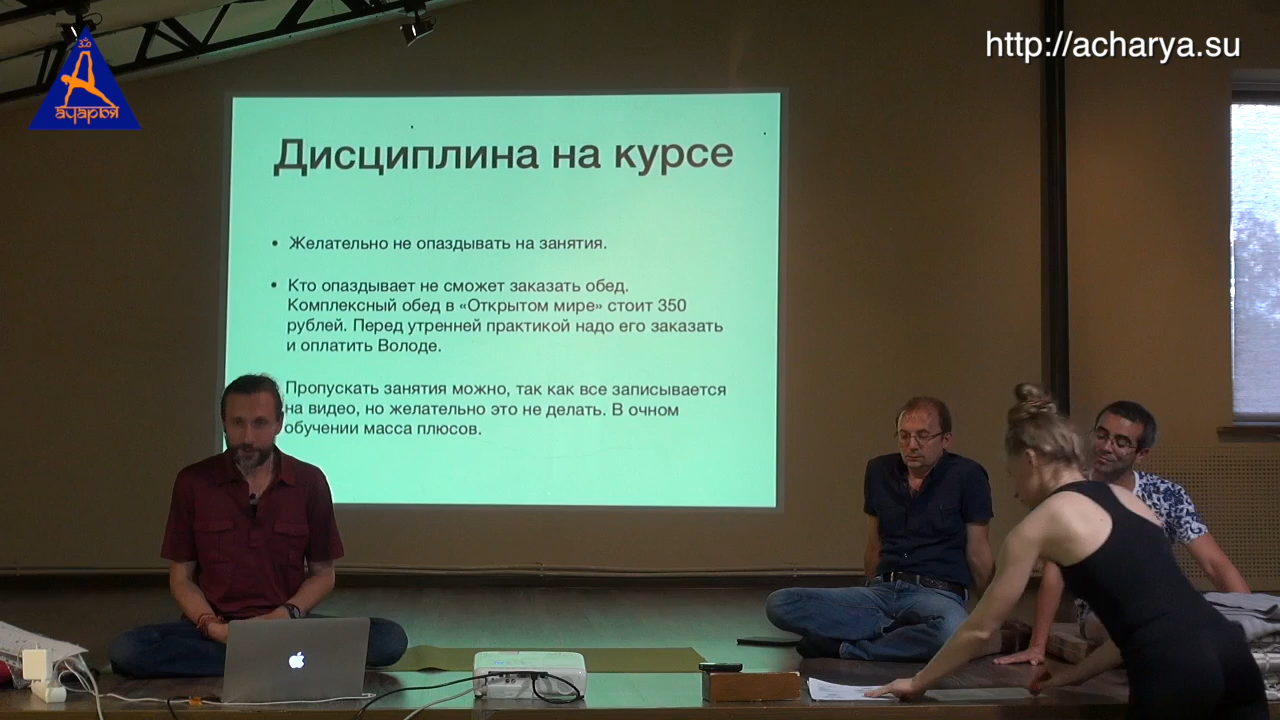 http://acharya.su
ॐ
ачарья
Дисциплина на курсе
• Желательно не опаздывать на занятия.
• Кто опаздывает не сможет заказать обед.
Комплексный обед в «Открытом мире» стоит 350
рублей. Перед утренней практикой надо его заказать
и оплатить Володе.
Пропускать занятия можно, так как все записывается
на видео, но желательно это не делать. В очном
обучении масса плюсов.